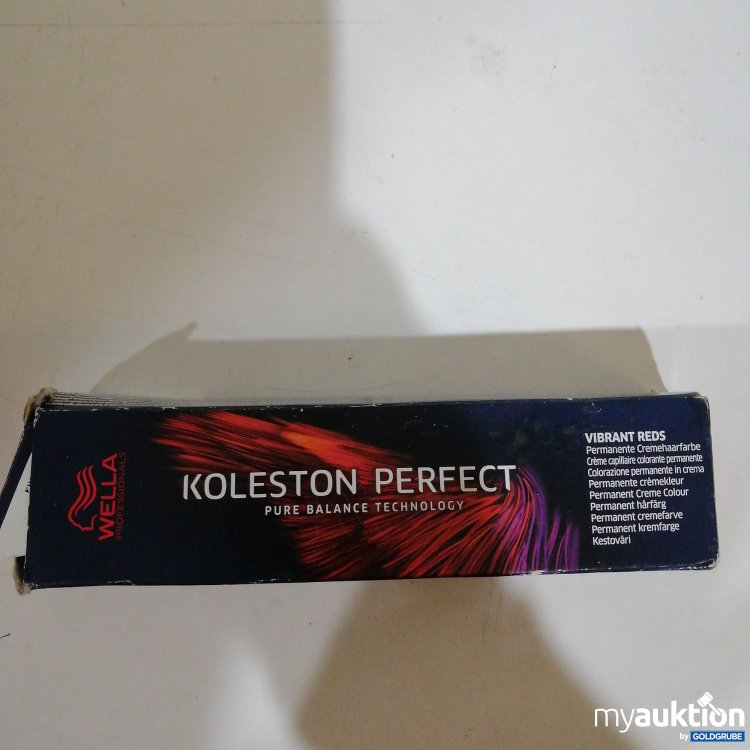 WELLA
PROFESSIONALS
KOLESTON PERFECT
PURE BALANCE TECHNOLOGY
VIBRANT REDS
Permanente Cremehaarfarbe
Crème capillaire colorante permanente
Colorazione permanente in crema
Permanente crèmekleur
Permanent Creme Colour
Permanent hårfärg
Permanent cremefarve
Permanent kremfarge
Kestoväri
myauktion
by GOLDGRUBE